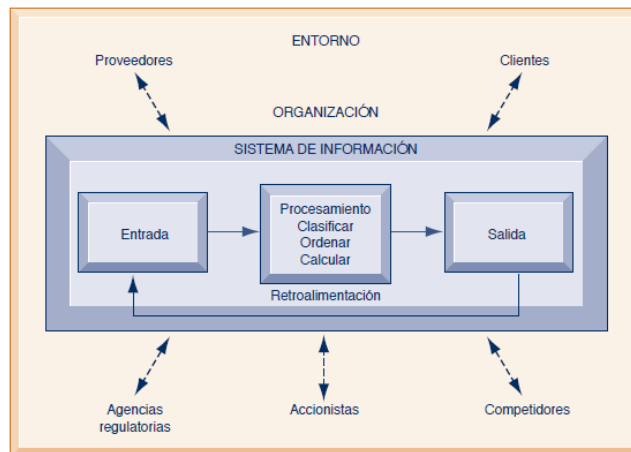 ENTORNO
Proveedores
Clientes
ORGANIZACIÓN
SISTEMA DE INFORMACIÓN
Entrada
Procesamiento
Clasificar
Ordenar
Calcular
Salida
Retroalimentación
Agencias
regulatorias
Accionistas
Competidores